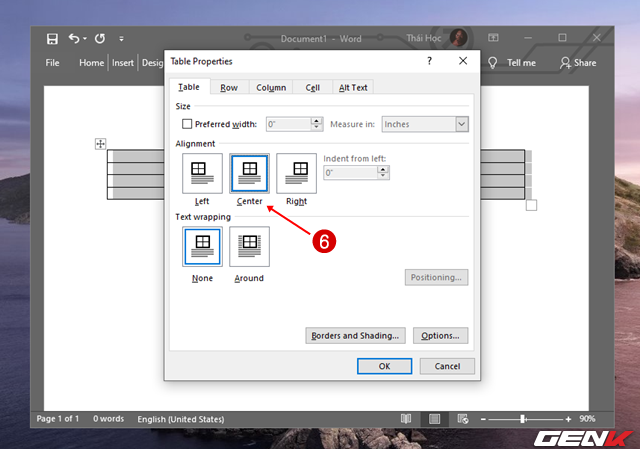 Document1 - Word
Thái Học
File Home Insert Desig
Tell me
Share
Table Properties
?
Table Row Column Cell Alt Text
Size
Preferred width: 0" Measure in: Inches
Alignment
Indent from left:
0"
Left Center Right
6
Text wrapping
None Around
Positioning...
Borders and Shading... Options...
OK Cancel
Page 1 of 1 0 words English (United States) 90%
GENK